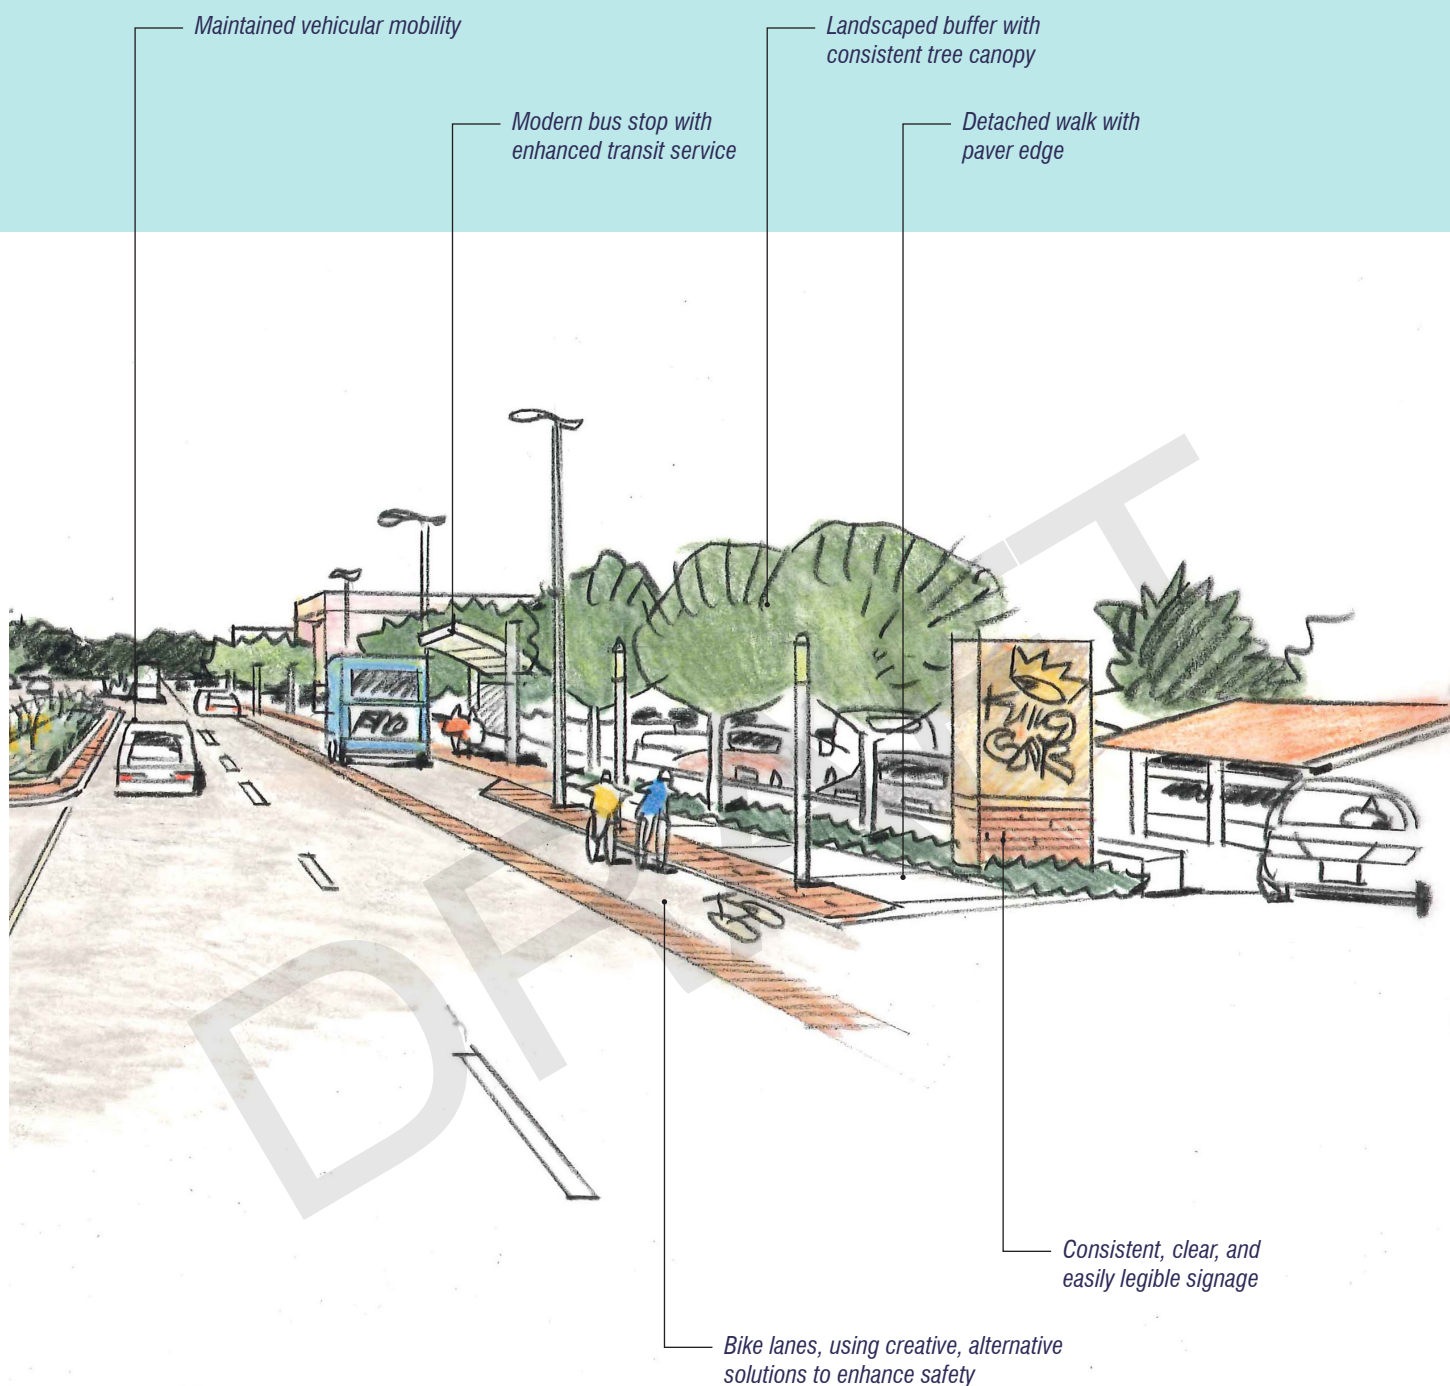 Maintained vehicular mobility
Landscaped buffer with
consistent tree canopy
Modern bus stop with
enhanced transit service
Detached walk with
paver edge
DRAFT
Consistent, clear, and
easily legible signage
Bike lanes, using creative, alternative
solutions to enhance safety